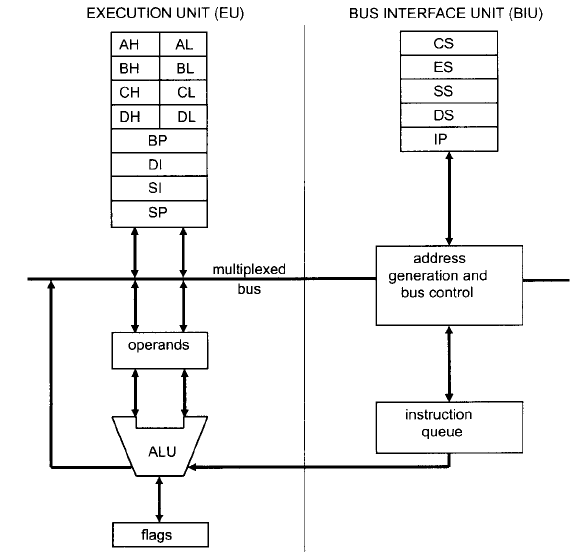 EXECUTION UNIT (EU)
BUS INTERFACE UNIT (BIU)
AH AL
BH BL
CH CL
DH DL
BP
DI
SI
SP
CS
ES
SS
DS
IP
multiplexed
bus
address
generation and
bus control
operands
ALU
instruction
queue
flags